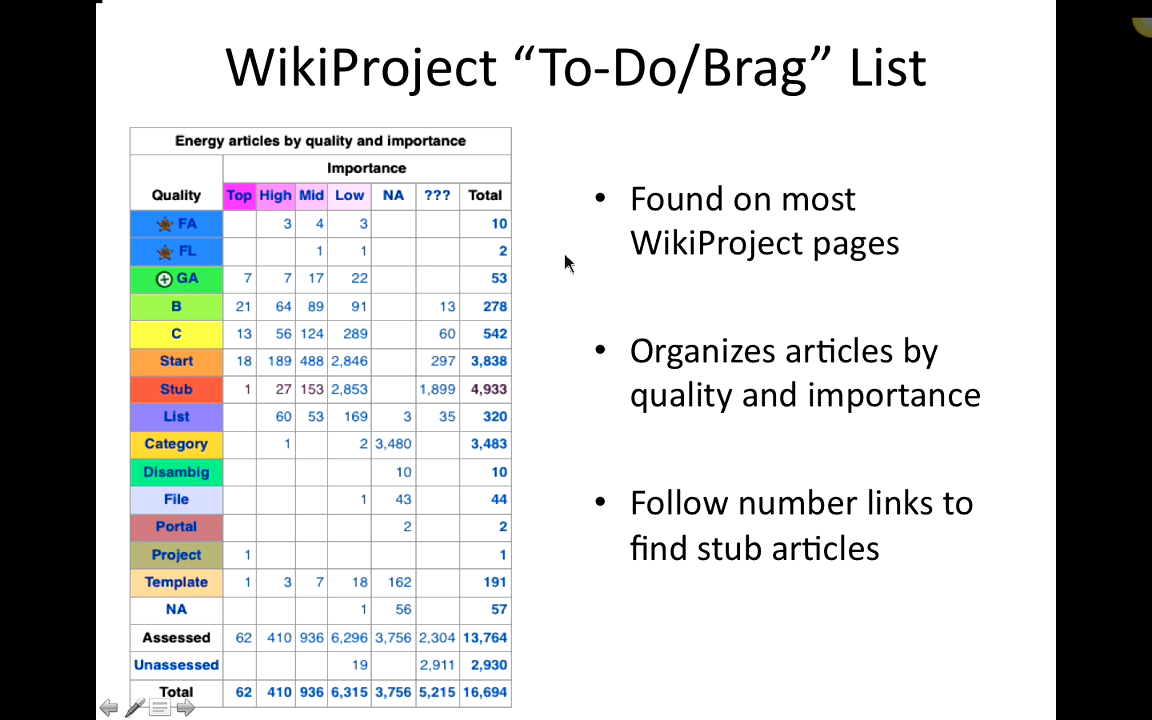 WikiProject “To-Do/Brag” List
Energy articles by quality and importance
Importance
Quality Top High Mid Low NA ??? Total
FA 3 4 3 10
FL 1 1 2
GA 7 7 17 22 53
B 21 64 89 91 13 278
C 13 56 124 289 60 542
Start 18 189 488 2,846 297 3,838
Stub 1 27 153 2,853 1,899 4,933
List 60 53 169 3 35 320
Category 1 2 3,480 3,483
Disambig 10 10
File 1 43 44
Portal 2 2
Project 1 1
Template 1 3 7 18 162 191
NA 1 56 57
Assessed 62 410 936 6,296 3,756 2,304 13,764
Unassessed 19 2,911 2,930
Total 62 410 936 6,315 3,756 5,215 16,694
• Found on most
WikiProject pages
• Organizes articles by
quality and importance
• Follow number links to
find stub articles